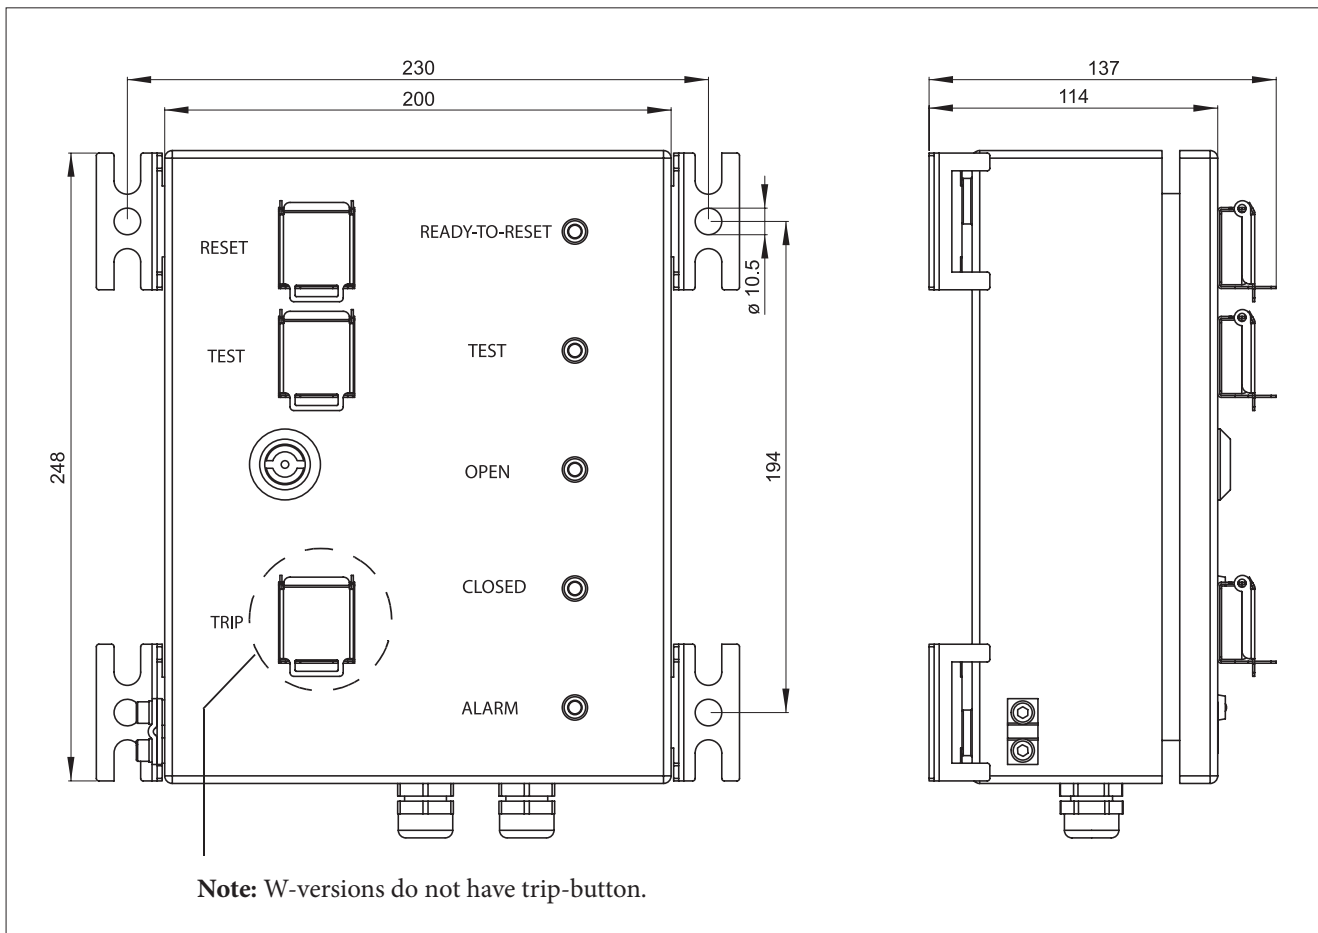 230
137
200
114
READY-TO-RESET
RESET
ø 10.5
TEST
TEST
248
194
OPEN
CLOSED
TRIP
ALARM
Note: W-versions do not have trip-button.